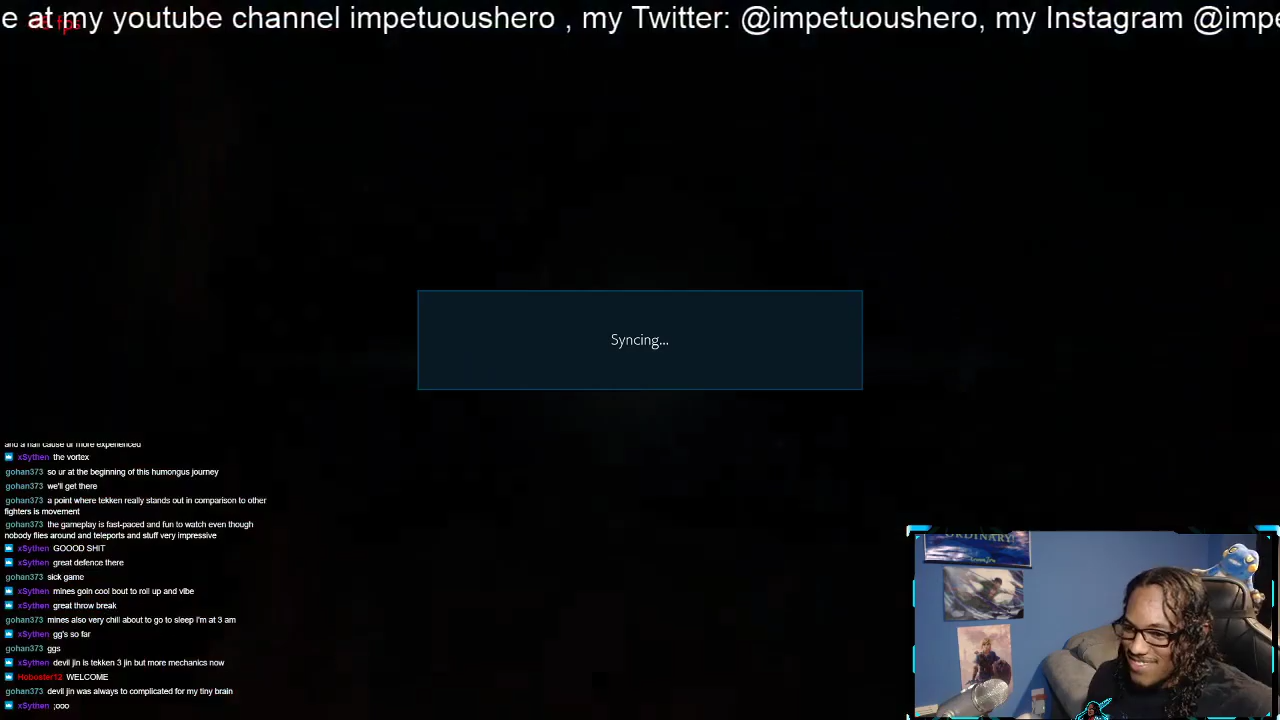 e at my youtube channel impetuoushero , my Twitter: @impetuoushero, my Instagram @impe
fps
Syncing...
and a half cause ur more experienced
xSythen the vortex
gohan373 so ur at the beginning of this humongus journey
gohan373 we'll get there
gohan373 a point where tekken really stands out in comparison to other
fighters is movement
gohan373 the gameplay is fast-paced and fun to watch even though
nobody flies around and teleports and stuff very impressive
xSythen GOOOD SHIT
xSythen great defence there
gohan373 sick game
xSythen mines goin cool bout to roll up and vibe
xSythen great throw break
gohan373 mines also very chill about to go to sleep I'm at 3 am
xSythen gg's so far
gohan373 ggs
xSythen devil jin is tekken 3 jin but more mechanics now
Hoboster12 WELCOME
gohan373 devil jin was always to complicated for my tiny brain
xSythen ;ooo
ORDINARY!